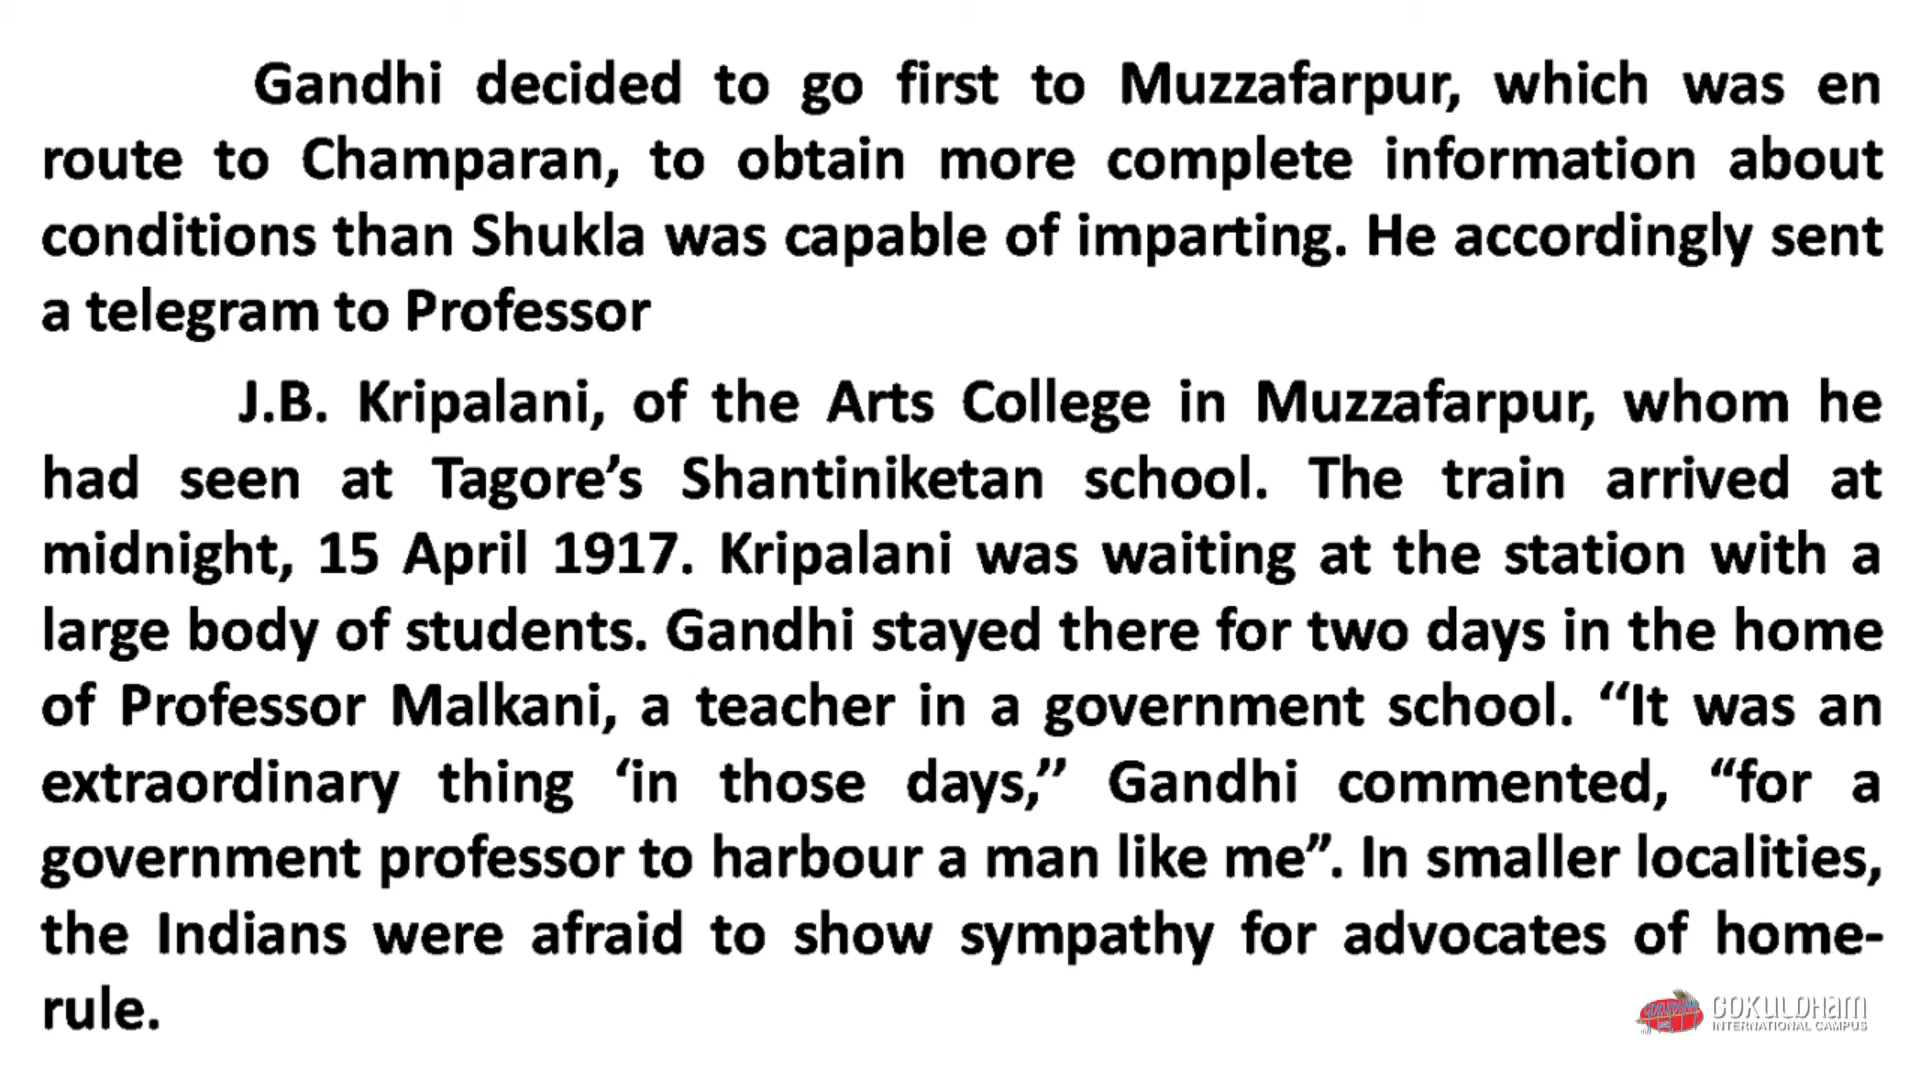 Gandhi decided to go first to Muzzafarpur, which was en
route to Champaran, to obtain more complete information about
conditions than Shukla was capable of imparting. He accordingly sent
a telegram to Professor
J.B. Kripalani, of the Arts College in Muzzafarpur, whom he
had seen at Tagore’s Shantiniketan school. The train arrived at
midnight, 15 April 1917. Kripalani was waiting at the station with a
large body of students. Gandhi stayed there for two days in the home
of Professor Malkani, a teacher in a government school. ‘‘It was an
extraordinary thing ‘in those days,’’ Gandhi commented, “for a
government professor to harbour a man like me”. In smaller localities,
the Indians were afraid to show sympathy for advocates of home-
rule.
GOKULDHAM
INTERNATIONAL CAMPUS